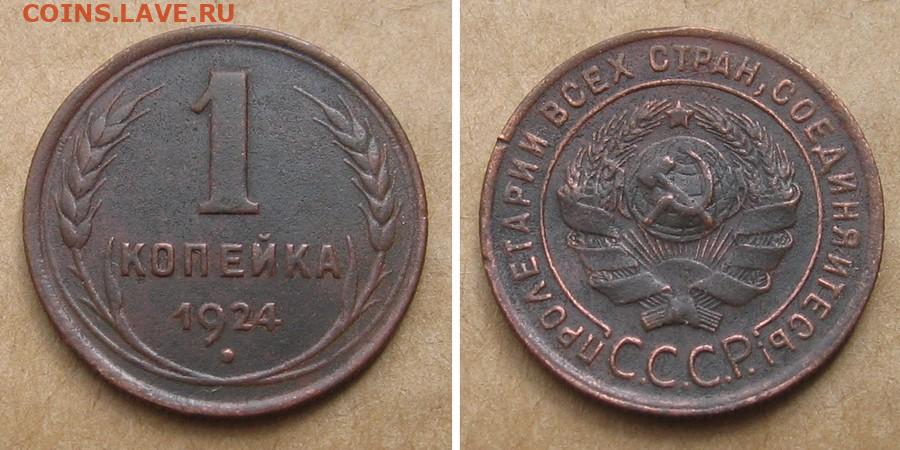 COINS.LAVE.RU
1
КОПЕЙКА
1924
ПРОЛЕТАРИИ ВСЕХ СТРАН, СОЕДИНЯЙТЕСЬ!
С.С.С.Р.